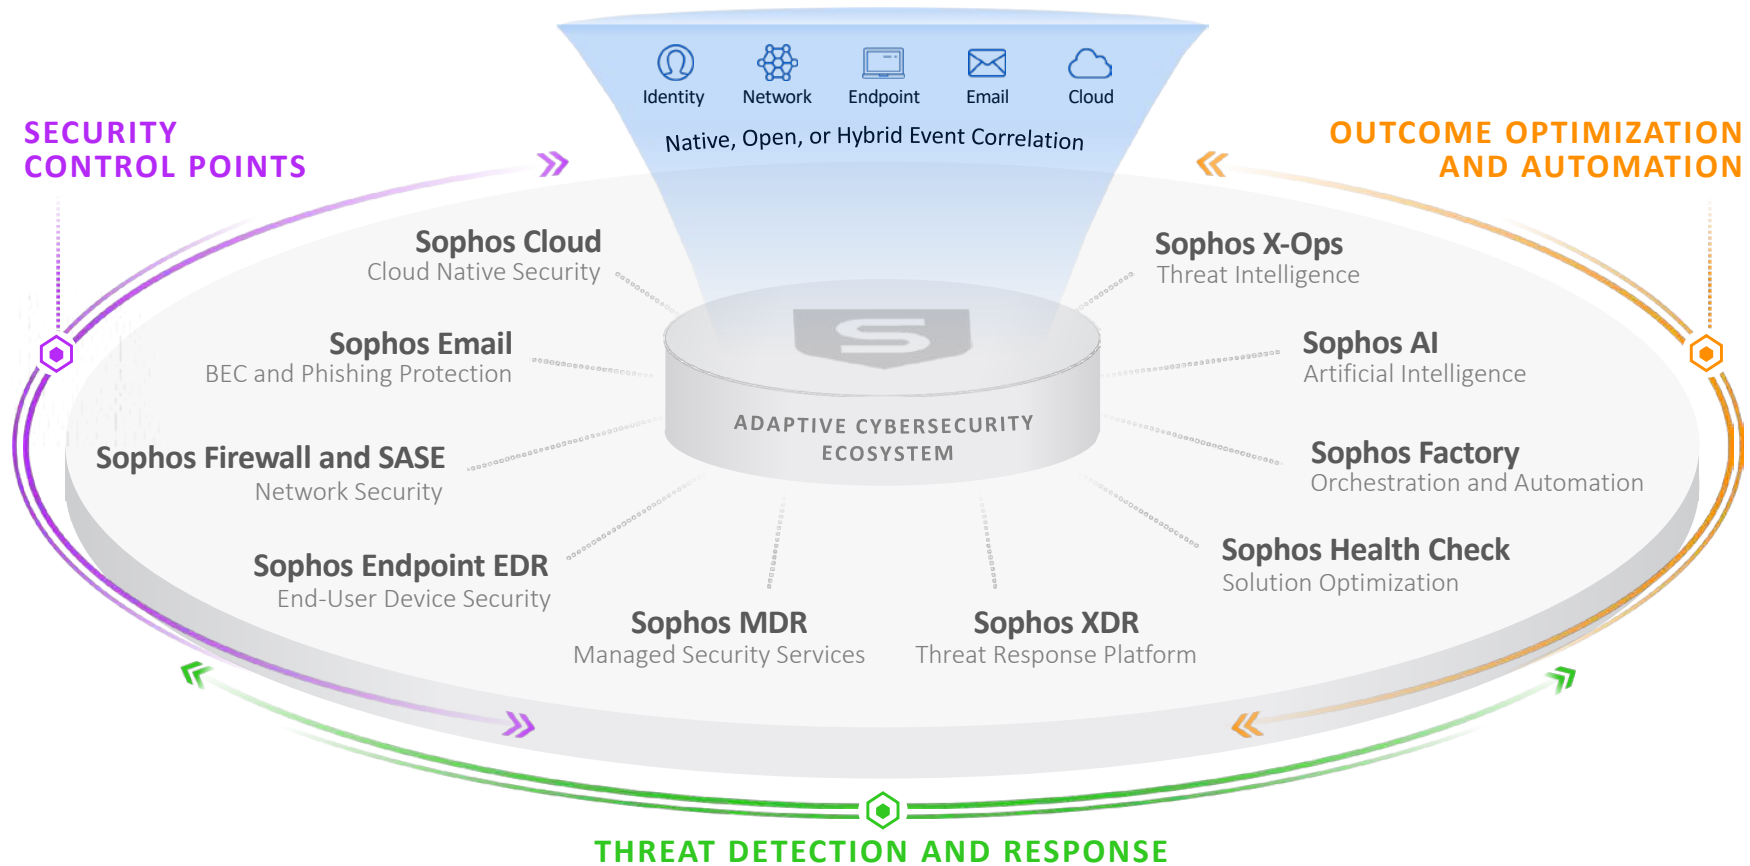 Identity
Network
Endpoint
Email
Cloud
Native, Open, or Hybrid Event Correlation
SECURITY
CONTROL POINTS
OUTCOME OPTIMIZATION
AND AUTOMATION
Sophos Cloud
Cloud Native Security
Sophos Email
BEC and Phishing Protection
Sophos Firewall and SASE
Network Security
Sophos Endpoint EDR
End-User Device Security
Sophos MDR
Managed Security Services
Sophos XDR
Threat Response Platform
Sophos X-Ops
Threat Intelligence
Sophos AI
Artificial Intelligence
Sophos Factory
Orchestration and Automation
Sophos Health Check
Solution Optimization
S
ADAPTIVE CYBERSECURITY
ECOSYSTEM
THREAT DETECTION AND RESPONSE